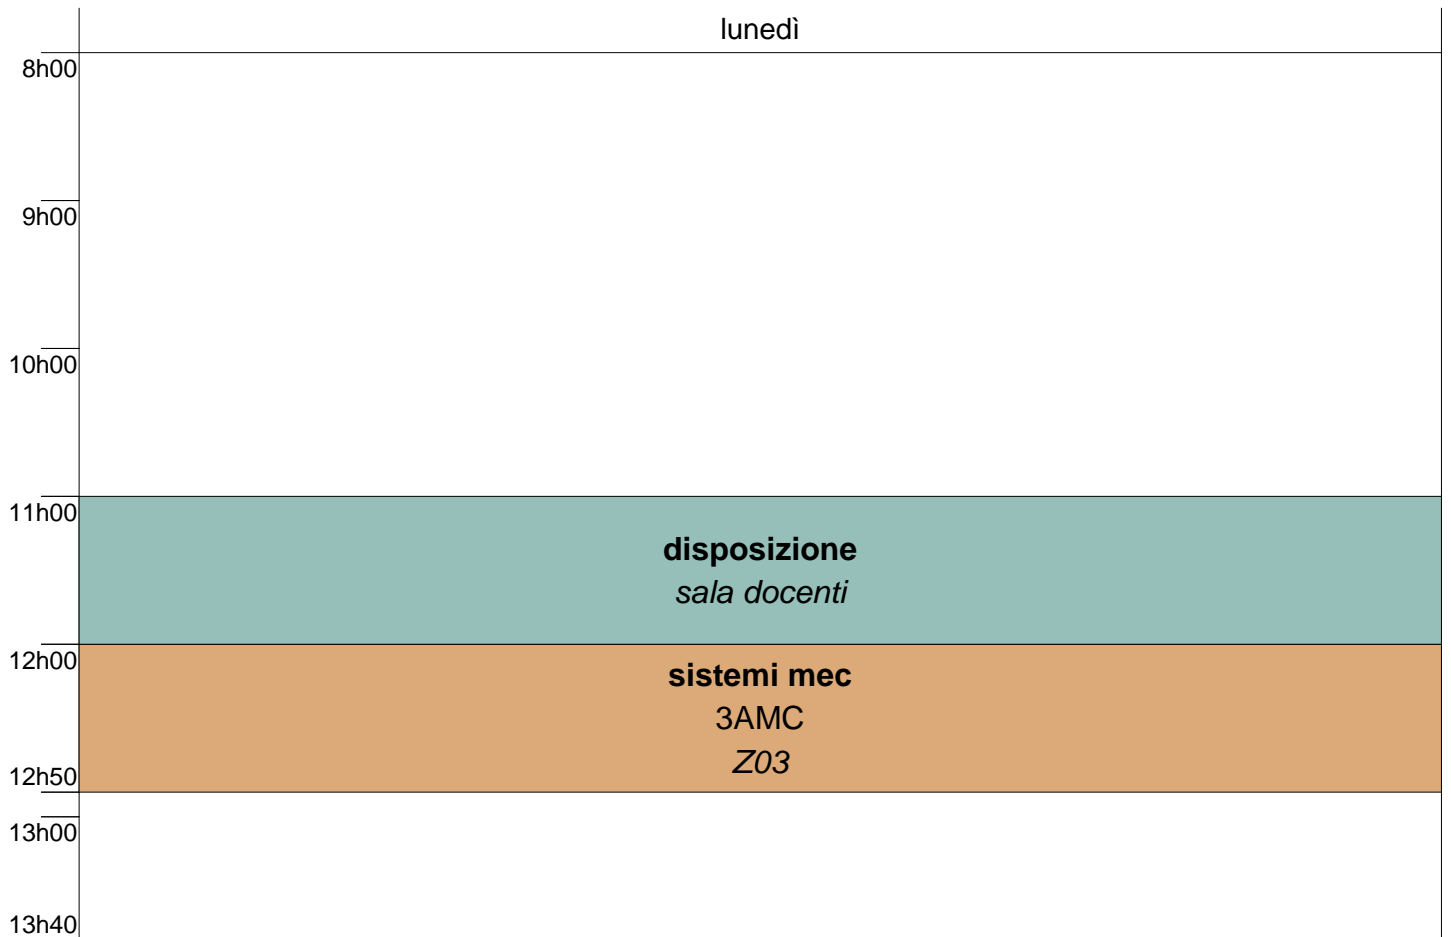 lunedì
8h00
9h00
10h00
11h00
disposizione
sala docenti
12h00
sistemi mec
3AMC
Z03
12h50
13h00
13h40